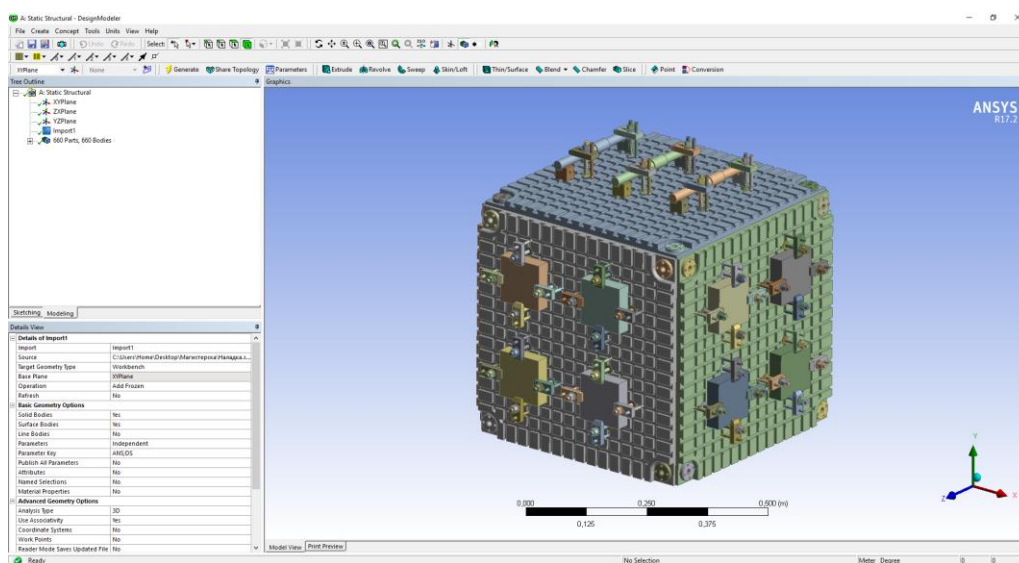 A: Static Structural - DesignModeler
File Create Concept Tools Units View Help
Undo Redo Select:
XYPlane None Generate Share Topology Parameters Extrude Revolve Sweep Skin/Loft Thin/Surface Blend Chamfer Slice Point Conversion
Tree Outline
Graphics
A: Static Structural
XYPlane
ZXPlane
YZPlane
Import1
660 Parts, 660 Bodies
ANSYS
R17.2
Sketching Modeling
Details View
Details of Import1
Import Import1
Source C:\Users\Home\Desktop\Магистерска\Наладка.s...
Target Geometry Type Workbench
Base Plane XYPlane
Operation Add Frozen
Refresh No
Basic Geometry Options
Solid Bodies Yes
Surface Bodies Yes
Line Bodies No
Parameters Independent
Parameter Key ANS;DS
Publish All Parameters No
Attributes No
Named Selections No
Material Properties No
Advanced Geometry Options
Analysis Type 3D
Use Associativity Yes
Coordinate Systems No
Work Points No
Reader Mode Saves Updated File No
0.000 0.250 0.500 (m)
0,125 0,375
Y
Z X
Model View Print Preview
Ready No Selection Meter Degree 0 0